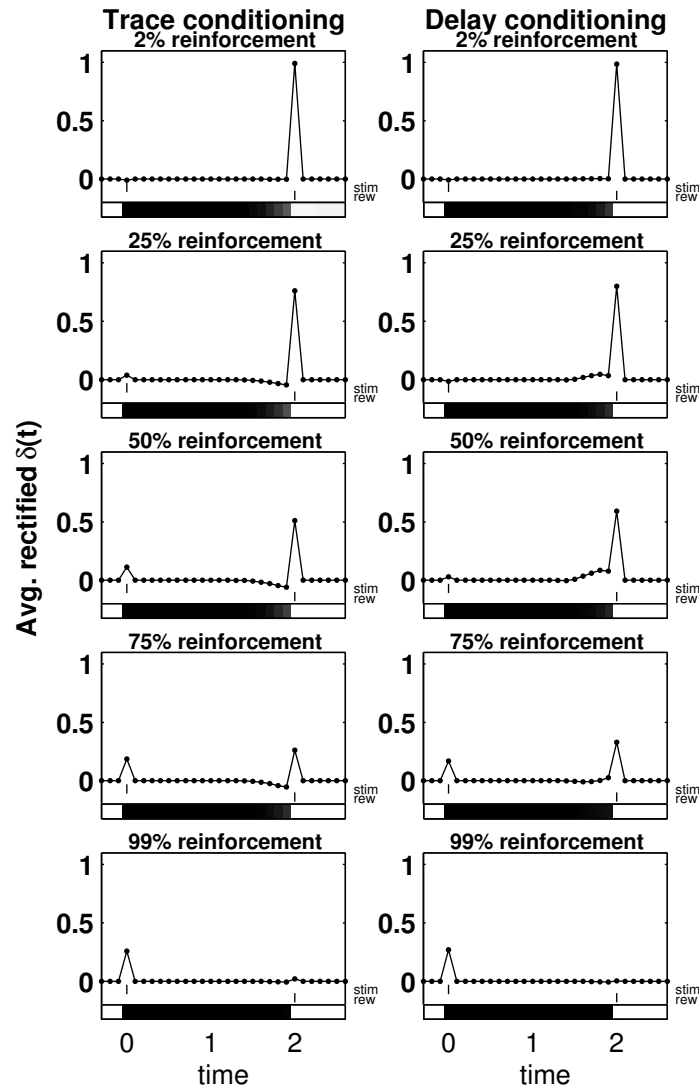 Trace conditioning
Delay conditioning
2% reinforcement
2% reinforcement
1
0.5
0
stim
rew
1
0.5
0
stim
rew
25% reinforcement
25% reinforcement
1
0.5
0
stim
rew
1
0.5
0
stim
rew
Avg. rectified δ(t)
50% reinforcement
50% reinforcement
1
0.5
0
stim
rew
1
0.5
0
stim
rew
75% reinforcement
75% reinforcement
1
0.5
0
stim
rew
1
0.5
0
stim
rew
99% reinforcement
99% reinforcement
1
0.5
0
stim
rew
1
0.5
0
stim
rew
0 1 2
0 1 2
time
time